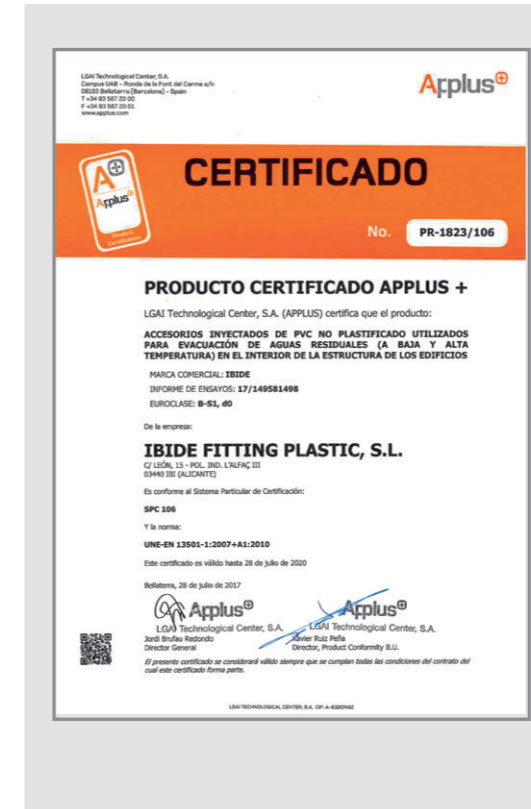 LGAI Technological Center, S.A.
Campus UAB – Ronda de la Font del Carme s/n
08193 Bellaterra (Barcelona) - Spain
T +34 93 567 20 00
F +34 93 567 20 01
www.applus.com
Applus+
A+
Applus+
Product
Certification
CERTIFICADO
No. PR-1823/106
PRODUCTO CERTIFICADO APPLUS +
LGAI Technological Center, S.A. (APPLUS) certifica que el producto:
ACCESORIOS INYECTADOS DE PVC NO PLASTIFICADO UTILIZADOS
PARA EVACUACIÓN DE AGUAS RESIDUALES (A BAJA Y ALTA
TEMPERATURA) EN EL INTERIOR DE LA ESTRUCTURA DE LOS EDIFICIOS
MARCA COMERCIAL: IBIDE
INFORME DE ENSAYOS: 17/149581498
EUROCLASE: B-S1, d0
De la empresa:
IBIDE FITTING PLASTIC, S.L.
C/ LEÓN, 15 - POL. IND. L'ALFAÇ III
03440 IBI (ALICANTE)
Es conforme al Sistema Particular de Certificación:
SPC 106
Y la norma:
UNE-EN 13501-1:2007+A1:2010
Este certificado es válido hasta 28 de julio de 2020
Bellaterra, 28 de julio de 2017
Applus+ Applus+
LGAI Technological Center, S.A. LGAI Technological Center, S.A.
Jordi Brufau Redondo Xavier Ruiz Peña
Director General Director, Product Conformity B.U.
El presente certificado se considerará válido siempre que se cumplan todas las condiciones del contrato del
cual este certificado forma parte.
LGAI TECHNOLOGICAL CENTER, S.A. CIF: A-63207492